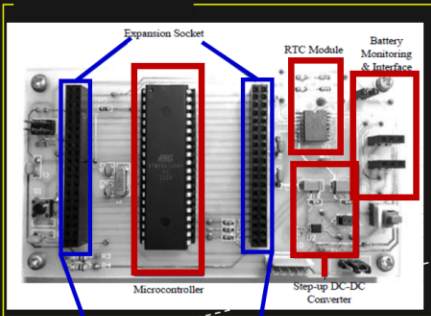 Expansion Socket
RTC Module
Battery
Monitoring
& Interface
Microcontroller
Step-up DC-DC
Converter